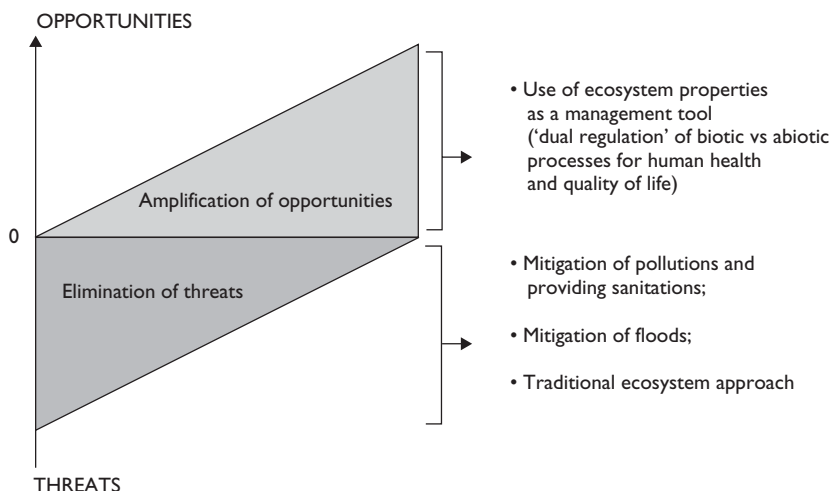 OPPORTUNITIES
• Use of ecosystem properties
as a management tool
(‘dual regulation’ of biotic vs abiotic
processes for human health
and quality of life)
Amplification of opportunities
0
Elimination of threats
• Mitigation of pollutions and
providing sanitations;
• Mitigation of floods;
• Traditional ecosystem approach
THREATS